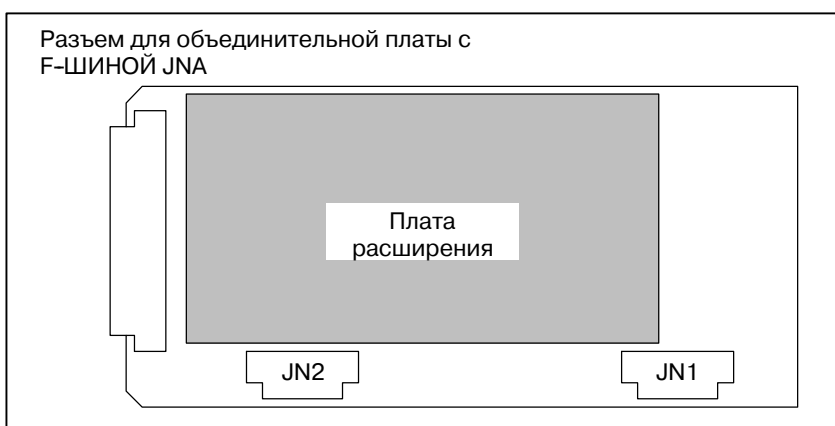 Разъем для объединительной платы с
F-ШИНОЙ JNA
Плата
расширения
JN2
JN1